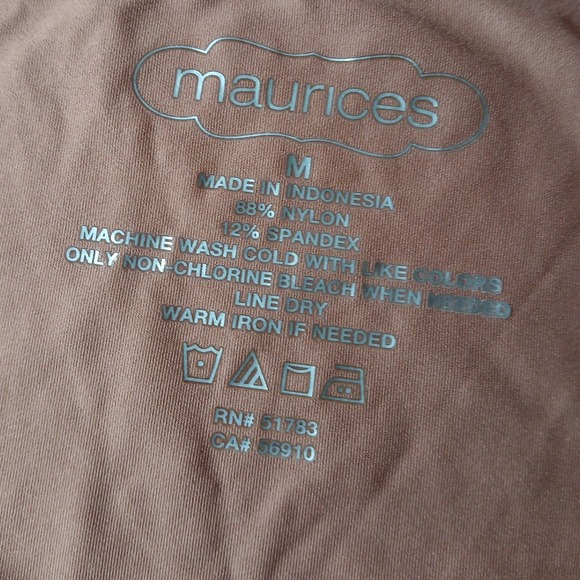 maurices
M
MADE IN INDONESIA
88% NYLON
12% SPANDEX
MACHINE WASH COLD WITH LIKE COLORS
ONLY NON-CHLORINE BLEACH WHEN NEEDED
LINE DRY
WARM IRON IF NEEDED
RN# 51783
CA# 56910